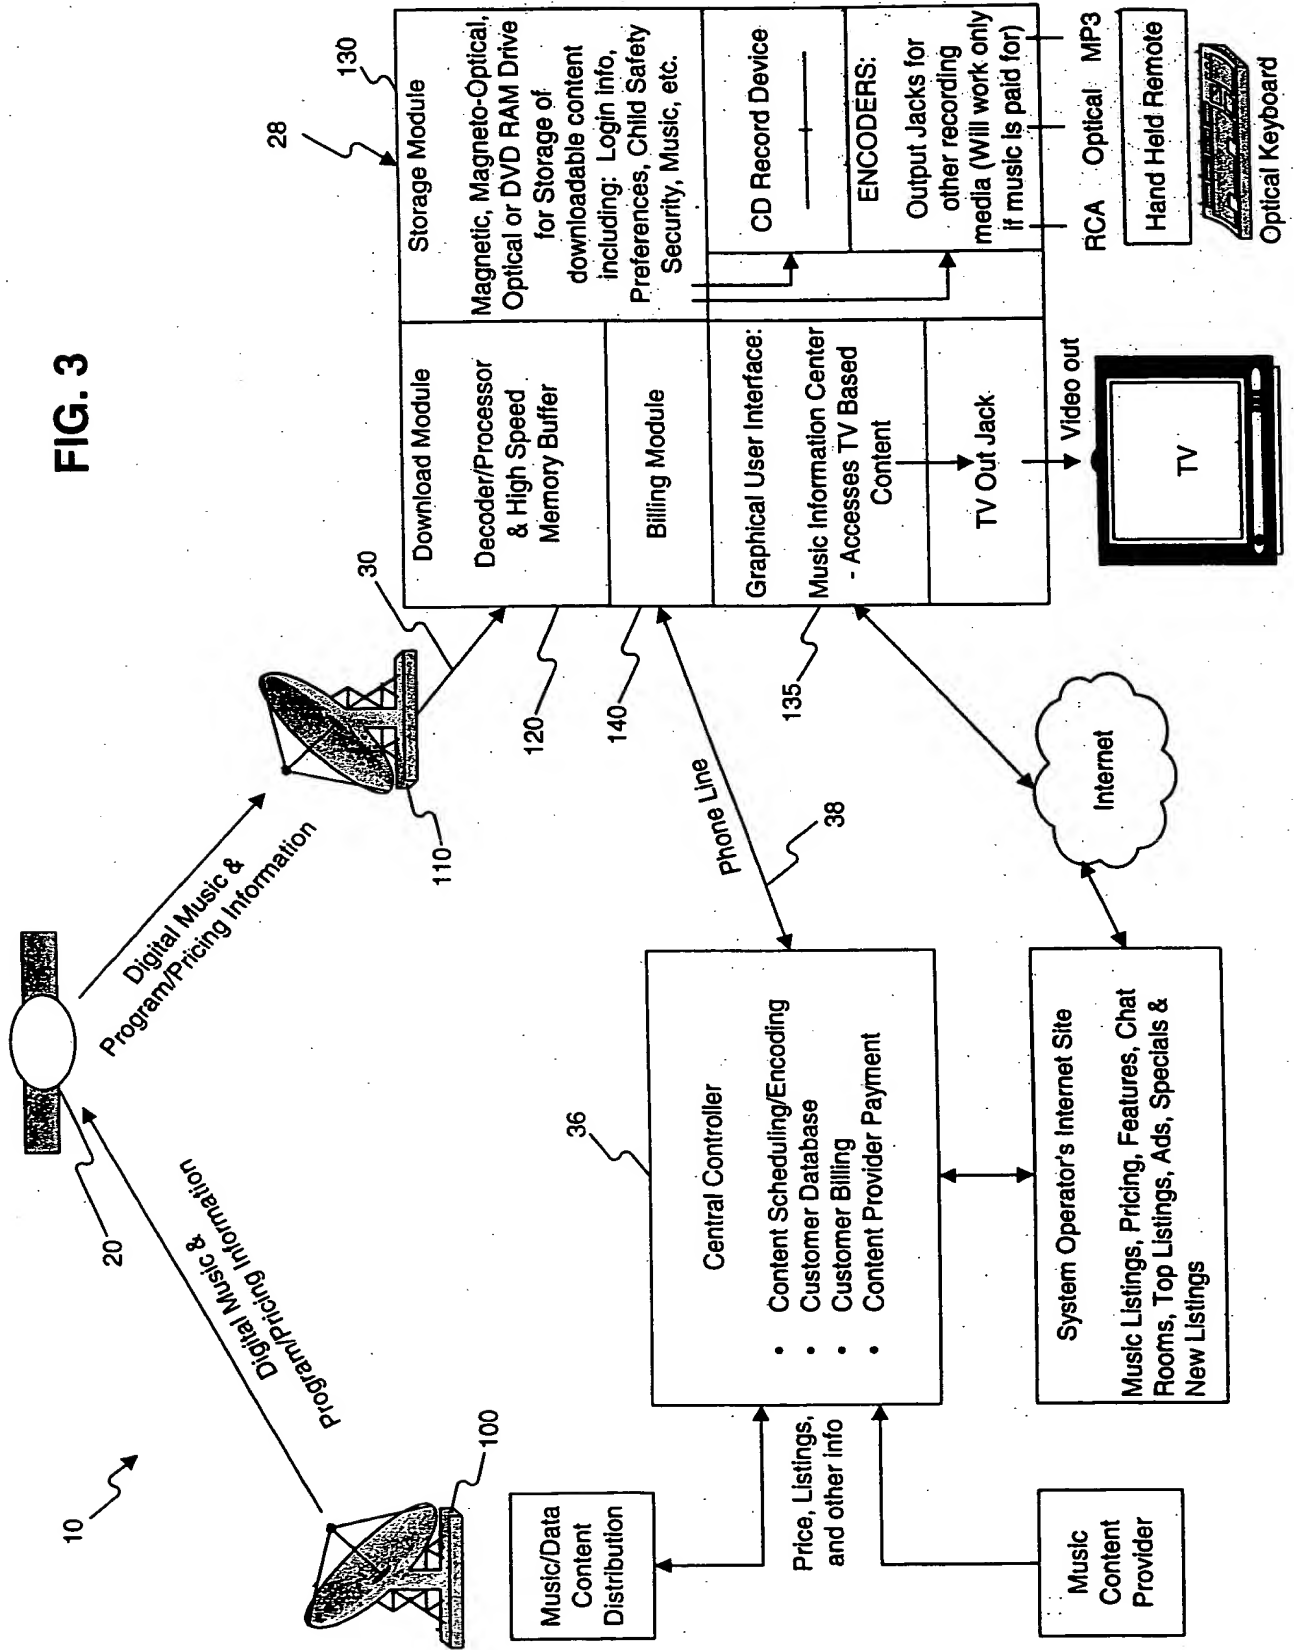 FIG. 3
10
20
100
Digital Music &
Program/Pricing Information
Digital Music &
Program/Pricing Information
110
30
120
140
135
28
130
Download Module
Decoder/Processor
& High Speed
Memory Buffer
Billing Module
Graphical User Interface:
Music Information Center
- Accesses TV Based
Content
TV Out Jack
Video out
TV
Storage Module
Magnetic, Magneto-Optical,
Optical or DVD RAM Drive
for Storage of
downloadable content
including: Login info,
Preferences, Child Safety
Security, Music, etc.
CD Record Device
ENCODERS:
Output Jacks for
other recording
media (Will work only
if music is paid for)
RCA Optical MP3
Hand Held Remote
Optical Keyboard
Phone Line
38
36
Central Controller
• Content Scheduling/Encoding
• Customer Database
• Customer Billing
• Content Provider Payment
Internet
System Operator's Internet Site
Music Listings, Pricing, Features, Chat
Rooms, Top Listings, Ads, Specials &
New Listings
Music/Data
Content
Distribution
Price, Listings,
and other info
Music
Content
Provider